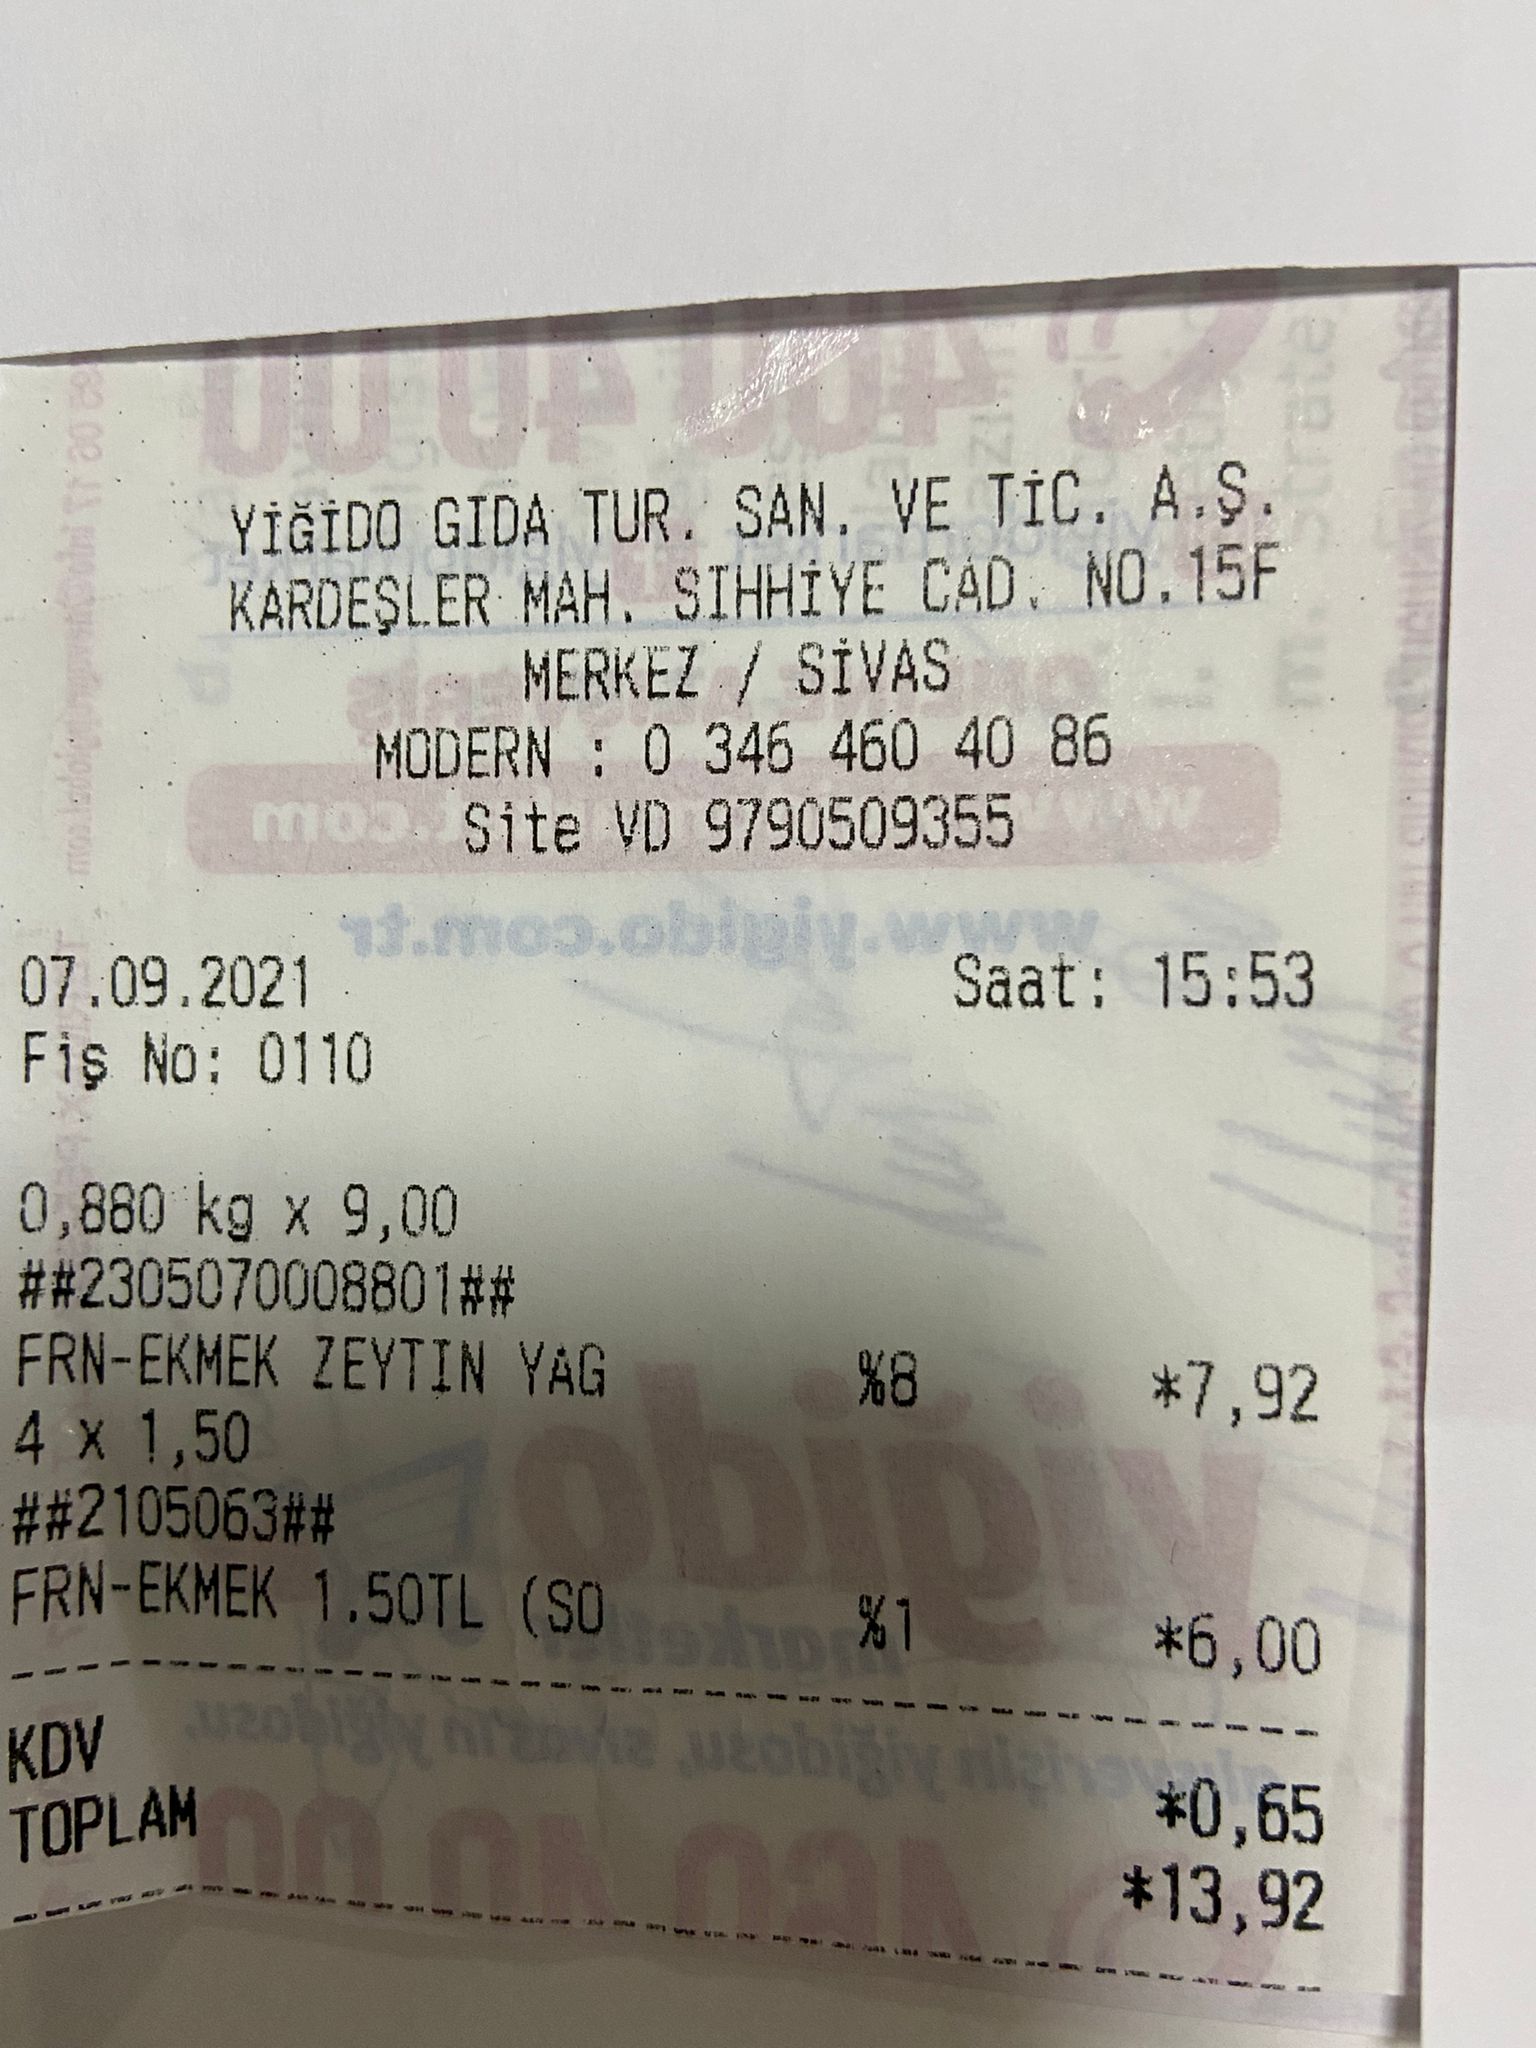 YİĞİDO GIDA TUR. SAN. VE TİC. A.Ş.
KARDEŞLER MAH. SIHHİYE CAD. NO.15F
MERKEZ / SİVAS
MODERN : 0 346 460 40 86
Site VD 9790509355
www.yigido.com.tr
07.09.2021 Saat: 15:53
Fiş No: 0110
0,880 kg x 9,00
##2305070008801##
FRN-EKMEK ZEYTIN YAG %8 *7,92
4 x 1,50
##2105063##
FRN-EKMEK 1.50TL (SO %1 *6,00
yiğido
market
alışverişin yiğidosu, sivas'ın yiğidosu.
KDV *0,65
TOPLAM *13,92